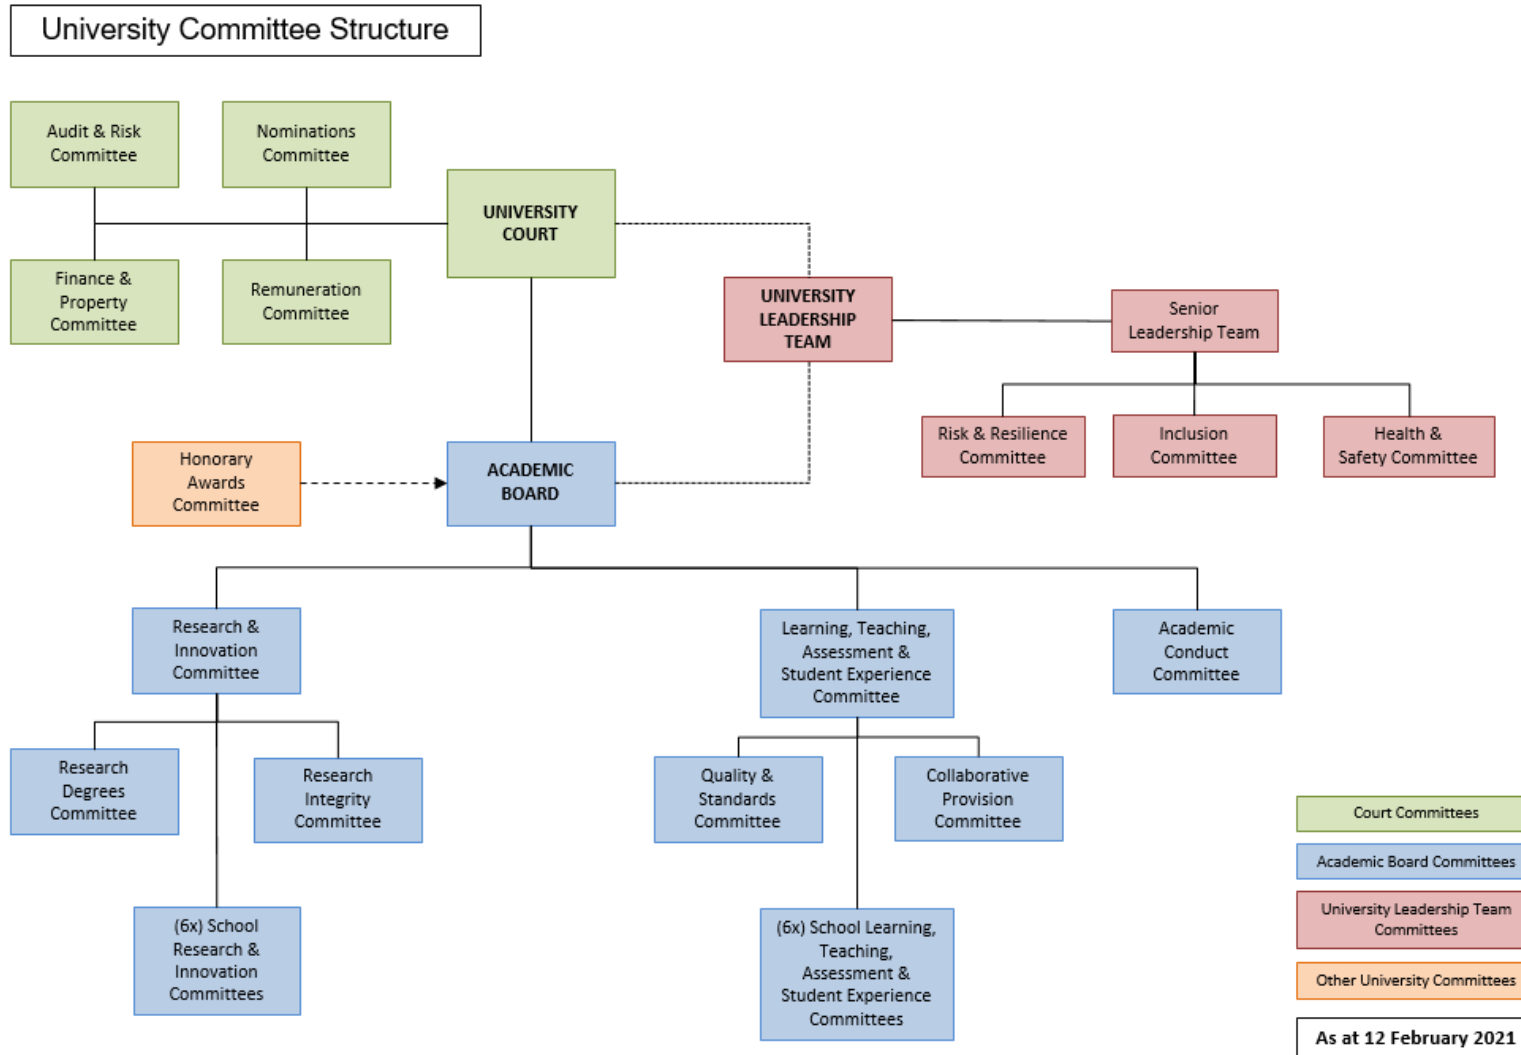 University Committee Structure
Audit & Risk
Committee
Nominations
Committee
UNIVERSITY
COURT
Finance &
Property
Committee
Remuneration
Committee
UNIVERSITY
LEADERSHIP
TEAM
Senior
Leadership Team
Risk & Resilience
Committee
Inclusion
Committee
Health &
Safety Committee
Honorary
Awards
Committee
ACADEMIC
BOARD
Research &
Innovation
Committee
Learning, Teaching,
Assessment &
Student Experience
Committee
Academic
Conduct
Committee
Research
Degrees
Committee
Research
Integrity
Committee
Quality &
Standards
Committee
Collaborative
Provision
Committee
(6x) School
Research &
Innovation
Committees
(6x) School Learning,
Teaching,
Assessment &
Student Experience
Committees
Court Committees
Academic Board Committees
University Leadership Team
Committees
Other University Committees
As at 12 February 2021